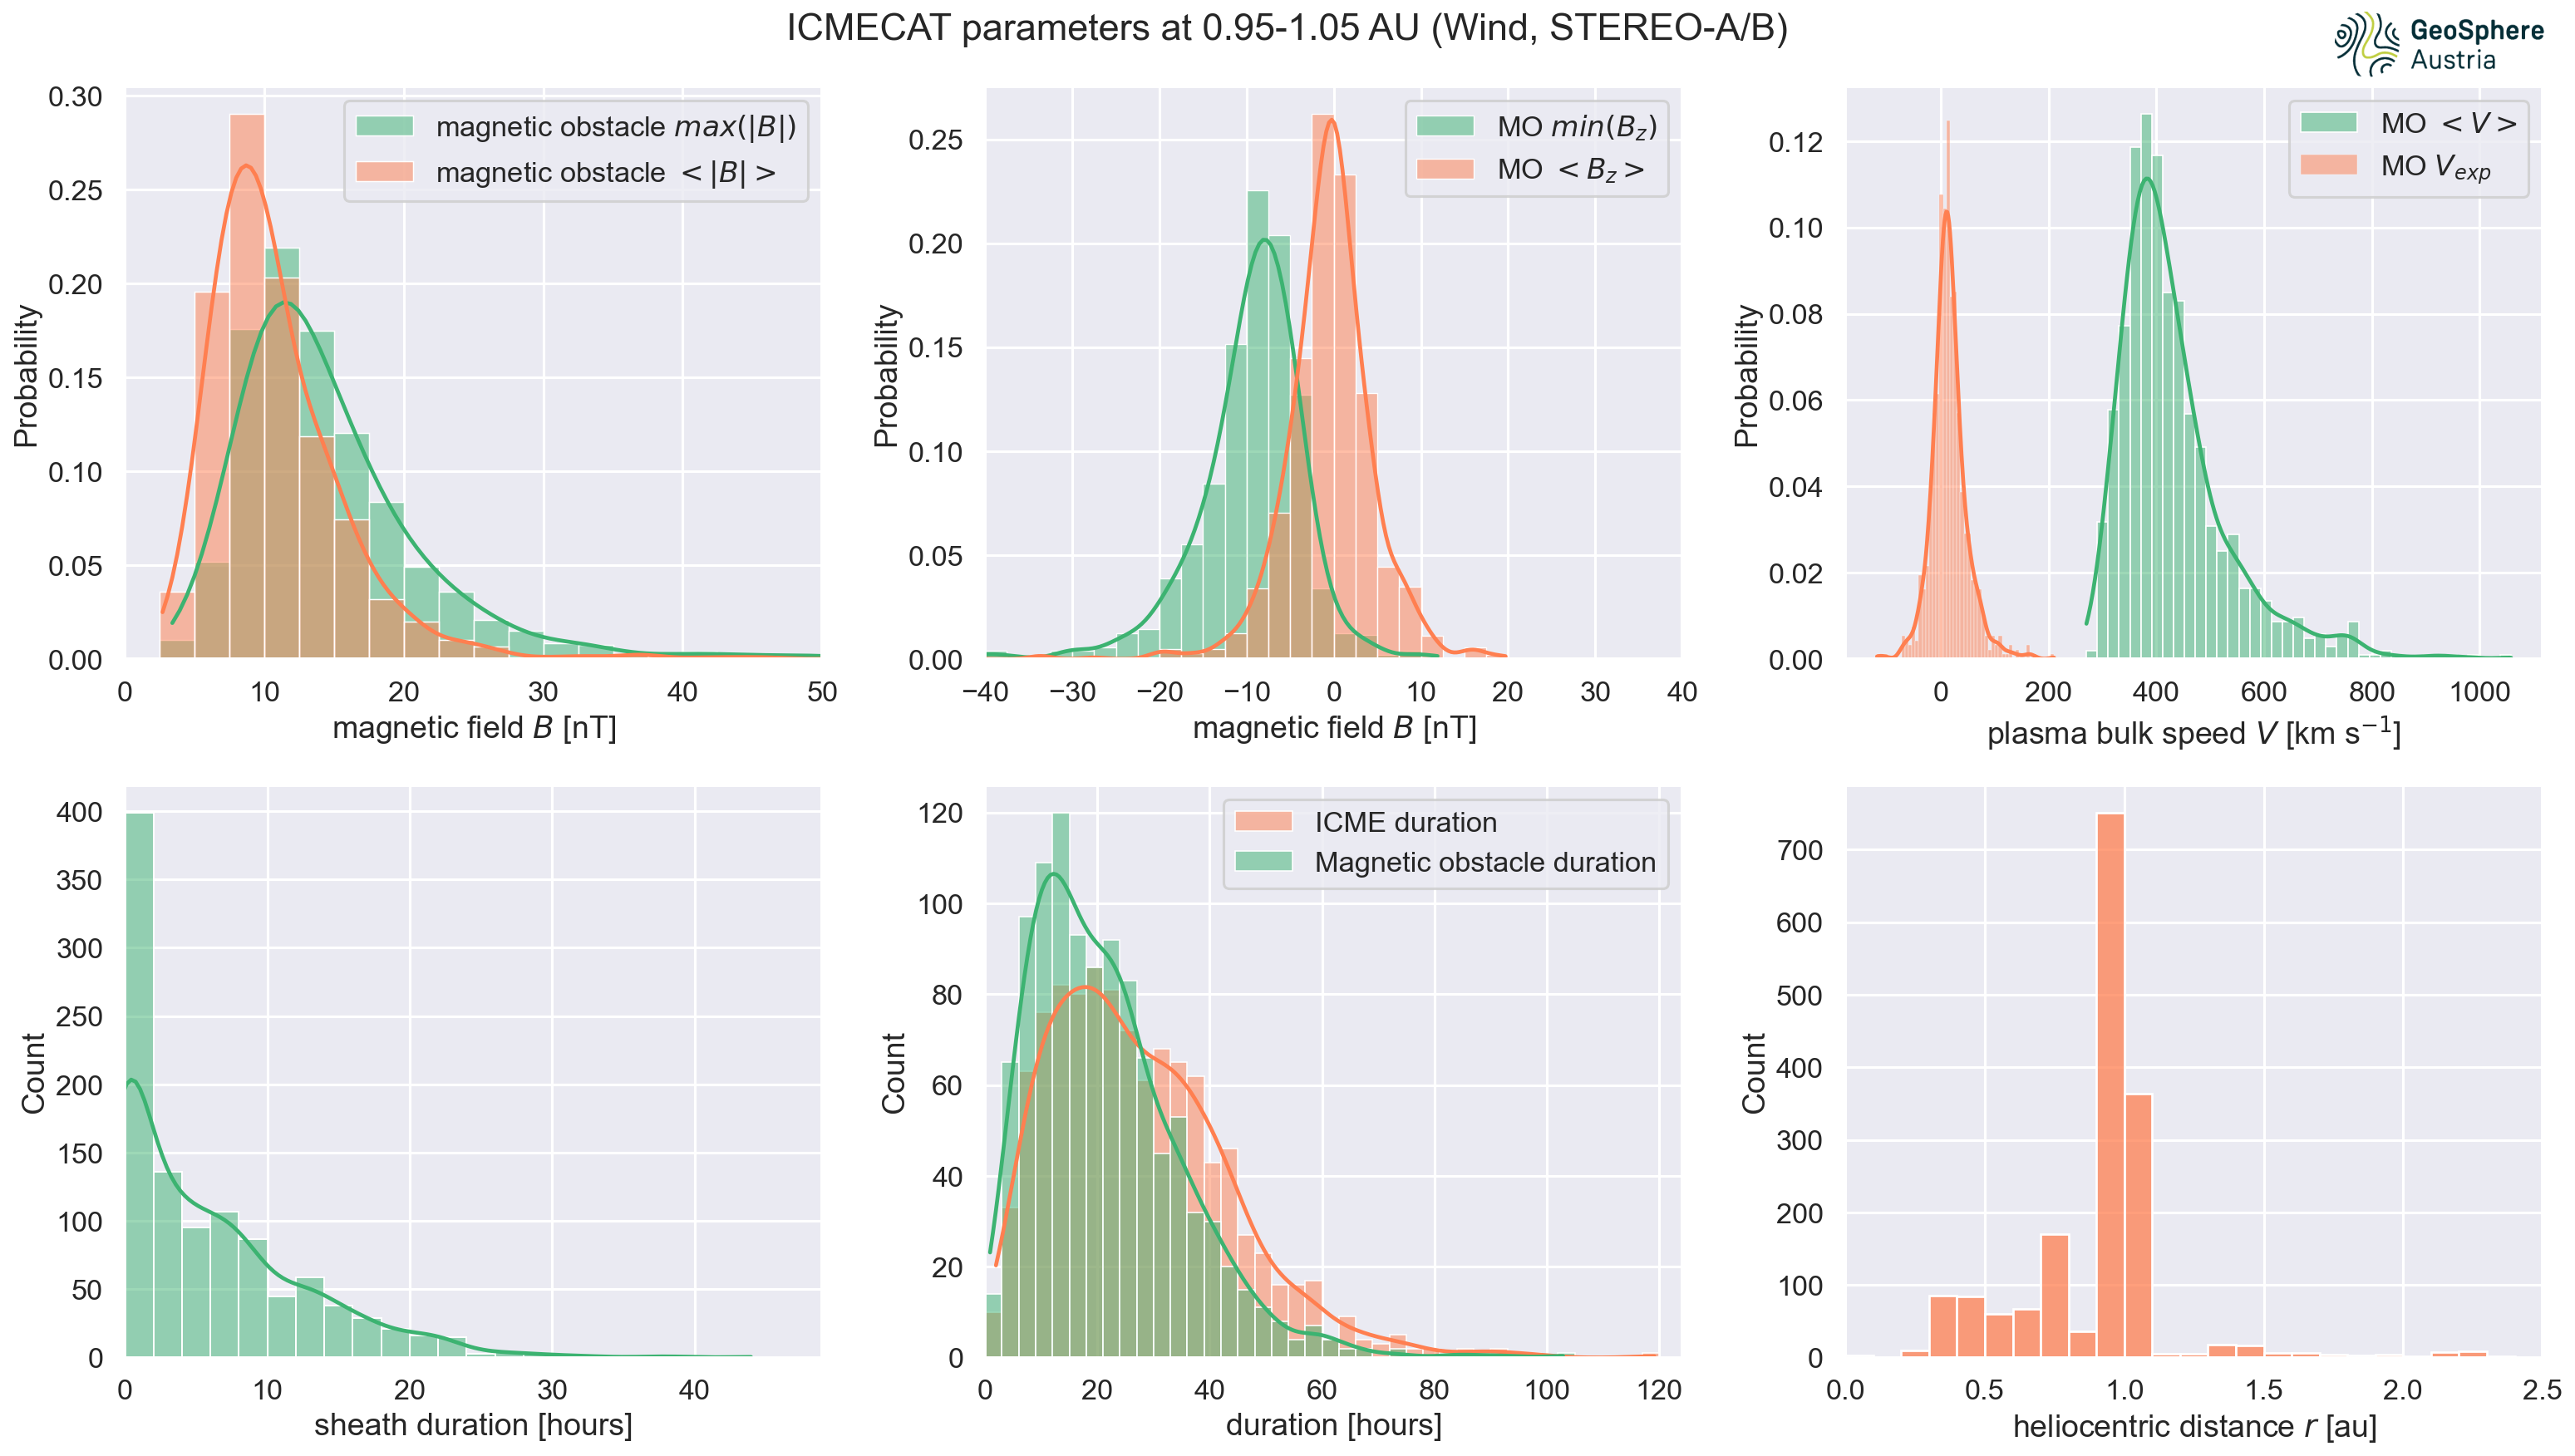 ICMECAT parameters at 0.95-1.05 AU (Wind, STEREO-A/B)
GeoSphere
Austria
0.30
0.25
0.20
0.15
0.10
0.05
0.00
Probability
magnetic obstacle max(|B|)
magnetic obstacle <|B|>
0 10 20 30 40 50
magnetic field B [nT]
0.25
0.20
0.15
0.10
0.05
0.00
Probability
MO min(B_z)
MO <B_z>
−40 −30 −20 −10 0 10 20 30 40
magnetic field B [nT]
0.12
0.10
0.08
0.06
0.04
0.02
0.00
Probability
MO <V>
MO V_exp
0 200 400 600 800 1000
plasma bulk speed V [km s⁻¹]
400
350
300
250
200
150
100
50
0
Count
0 10 20 30 40
sheath duration [hours]
120
100
80
60
40
20
0
Count
ICME duration
Magnetic obstacle duration
0 20 40 60 80 100 120
duration [hours]
700
600
500
400
300
200
100
0
Count
0.0 0.5 1.0 1.5 2.0 2.5
heliocentric distance r [au]